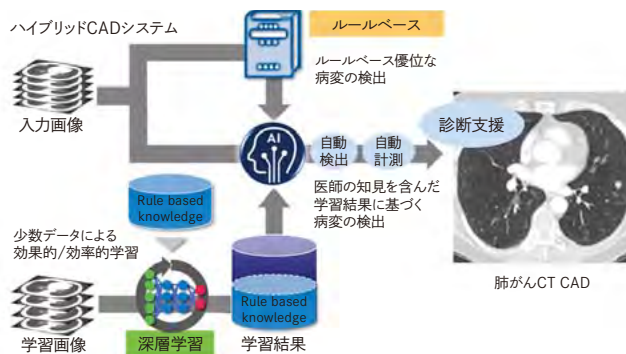 ハイブリッドCADシステム
ルールベース
ルールベース優位な
病変の検出
入力画像
AI
自動
検出
自動
計測
診断支援
医師の知見を含んだ
学習結果に基づく
病変の検出
Rule based
knowledge
少数データによる
効果的/効率的学習
Rule based
knowledge
肺がんCT CAD
学習画像
深層学習
学習結果